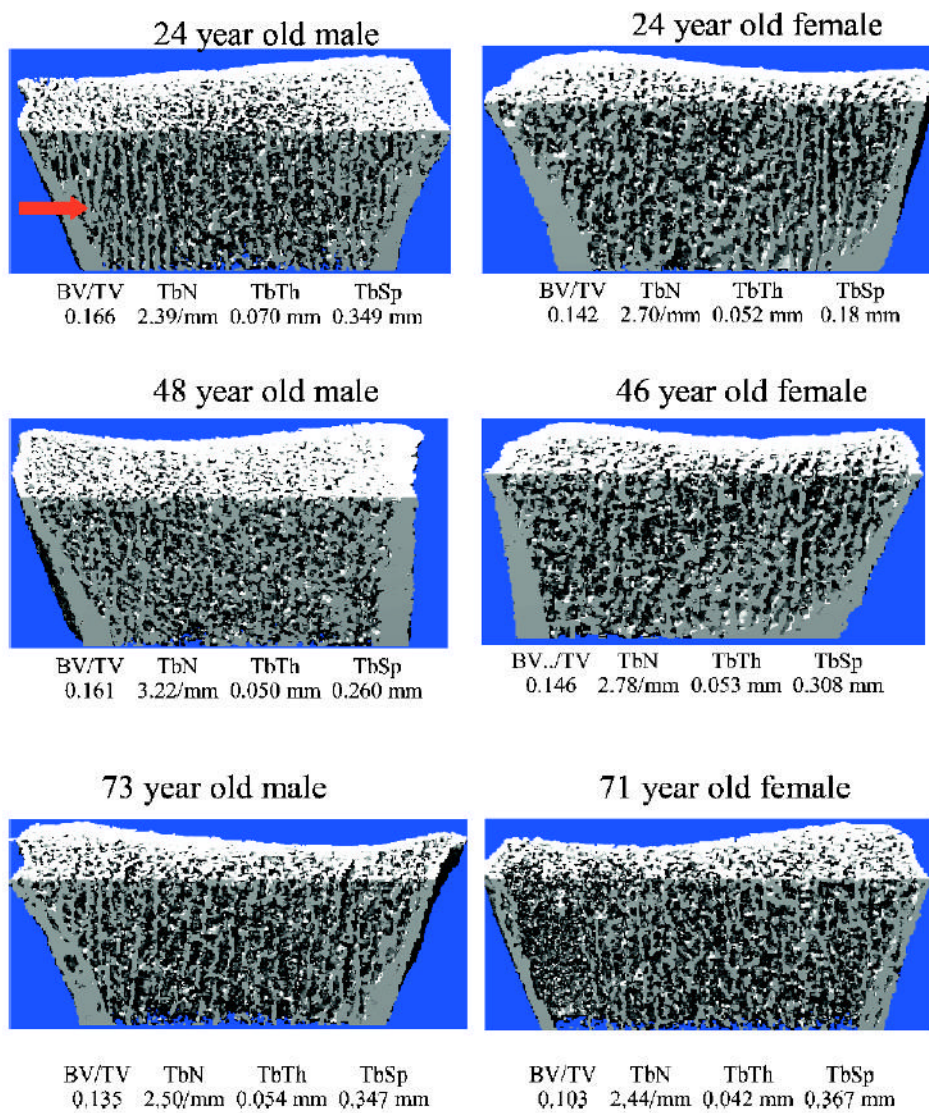 24 year old male
24 year old female
BV/TV TbN TbTh TbSp
0.166 2.39/mm 0.070 mm 0.349 mm
BV/TV TbN TbTh TbSp
0.142 2.70/mm 0.052 mm 0.18 mm
48 year old male
46 year old female
BV/TV TbN TbTh TbSp
0.161 3.22/mm 0.050 mm 0.260 mm
BV../TV TbN TbTh TbSp
0.146 2.78/mm 0.053 mm 0.308 mm
73 year old male
71 year old female
BV/TV TbN TbTh TbSp
0.135 2.50/mm 0.054 mm 0.347 mm
BV/TV TbN TbTh TbSp
0.103 2.44/mm 0.042 mm 0.367 mm